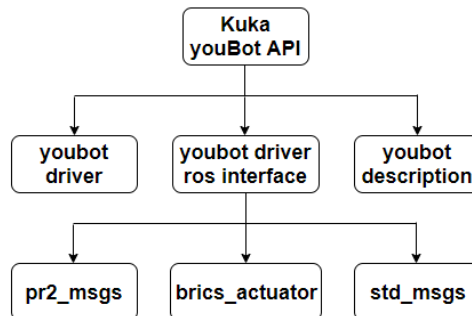 Kuka
youBot API
youbot
driver
youbot driver
ros interface
youbot
description
pr2_msgs
brics_actuator
std_msgs